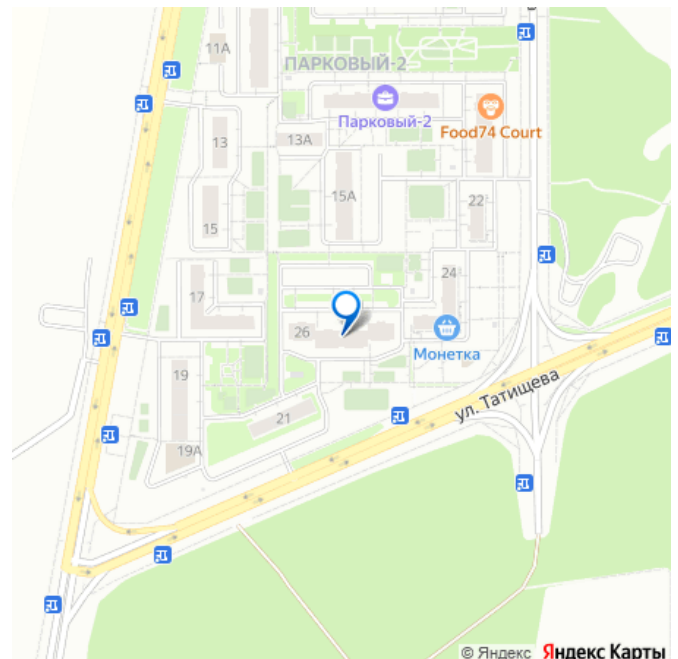 11А
ПАРКОВЫЙ-2
Парковый-2
Food74 Court
13
13А
15А
22
15
24
17
26
Монетка
19
ул. Татищева
21
19А
© Яндекс Яндекс Карты